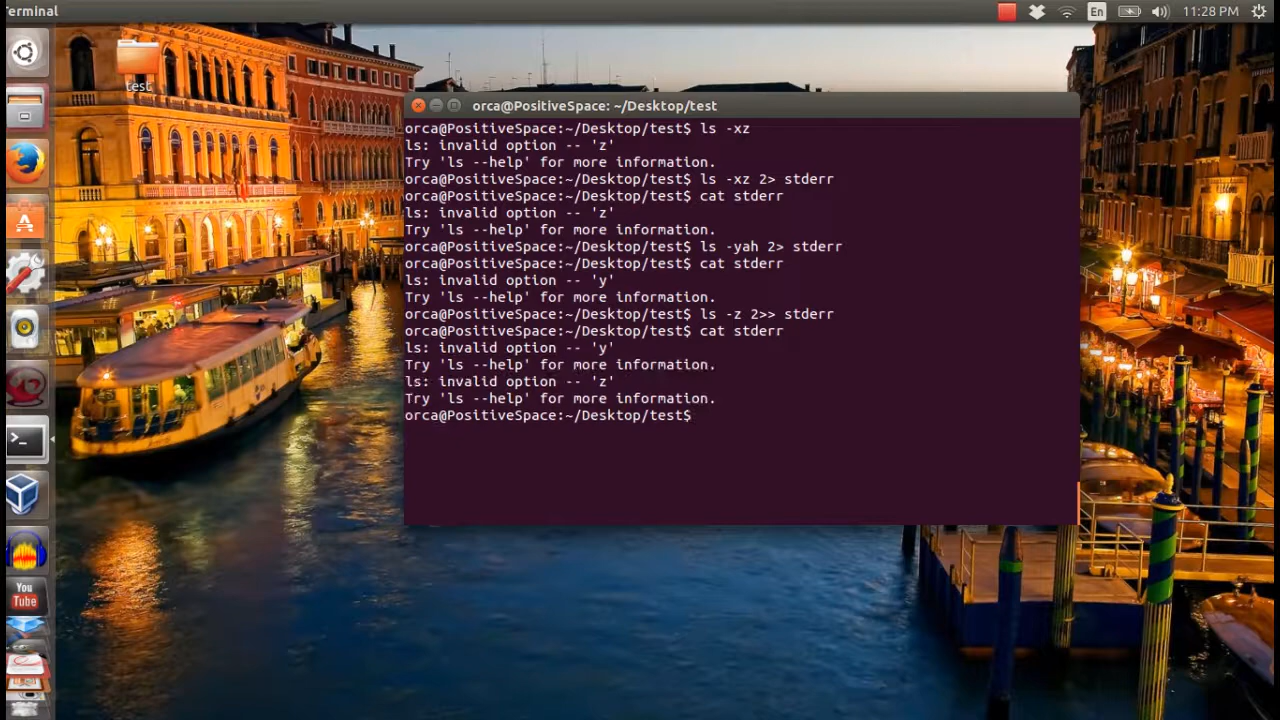 erminal
En
11:28 PM
test
orca@PositiveSpace: ~/Desktop/test
orca@PositiveSpace:~/Desktop/test$ ls -xz
ls: invalid option -- 'z'
Try 'ls --help' for more information.
orca@PositiveSpace:~/Desktop/test$ ls -xz 2> stderr
orca@PositiveSpace:~/Desktop/test$ cat stderr
ls: invalid option -- 'z'
Try 'ls --help' for more information.
orca@PositiveSpace:~/Desktop/test$ ls -yah 2> stderr
orca@PositiveSpace:~/Desktop/test$ cat stderr
ls: invalid option -- 'y'
Try 'ls --help' for more information.
orca@PositiveSpace:~/Desktop/test$ ls -z 2>> stderr
orca@PositiveSpace:~/Desktop/test$ cat stderr
ls: invalid option -- 'y'
Try 'ls --help' for more information.
ls: invalid option -- 'z'
Try 'ls --help' for more information.
orca@PositiveSpace:~/Desktop/test$
>_
You
Tube